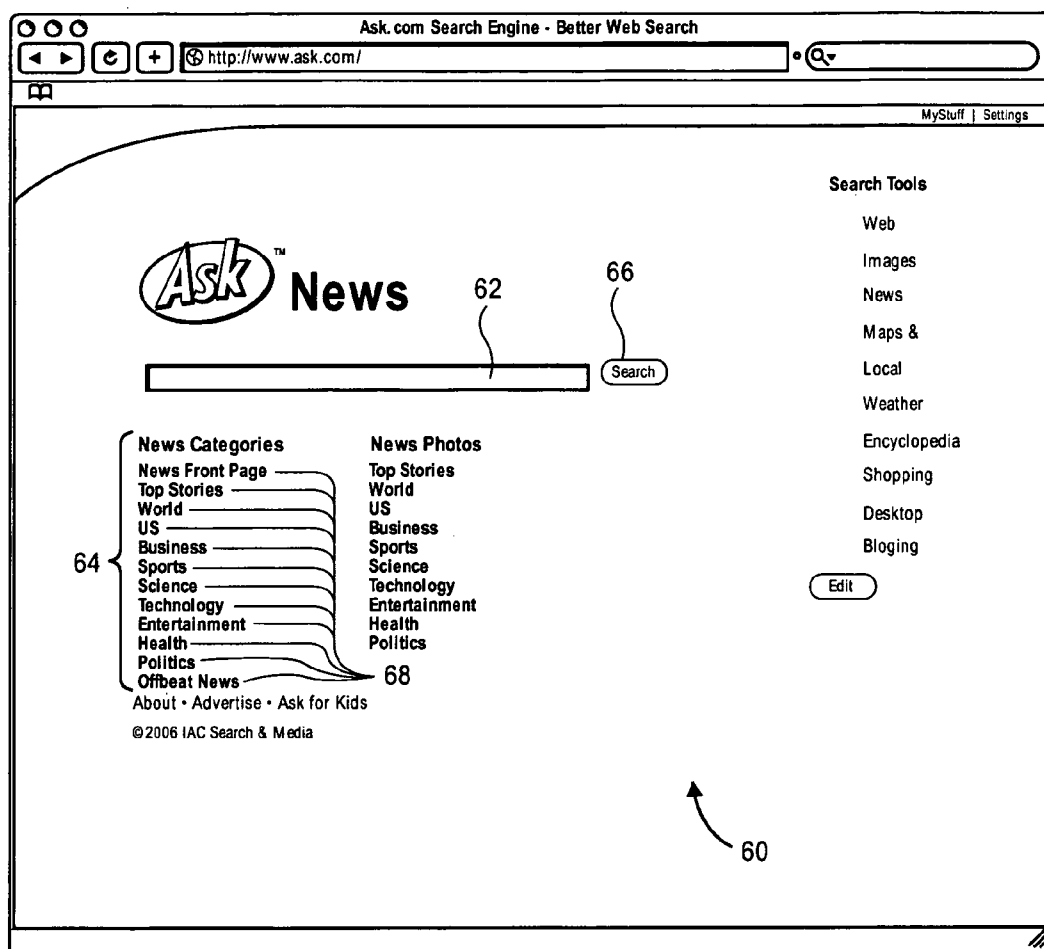 Ask.com Search Engine - Better Web Search
http://www.ask.com/
MyStuff | Settings
Search Tools
Web
Images
News
Maps &
Local
Weather
Encyclopedia
Shopping
Desktop
Bloging
Edit
Ask™ News
62
66
Search
News Categories
News Front Page
Top Stories
World
US
Business
Sports
Science
Technology
Entertainment
Health
Politics
Offbeat News
64
68
News Photos
Top Stories
World
US
Business
Sports
Science
Technology
Entertainment
Health
Politics
About • Advertise • Ask for Kids
©2006 IAC Search & Media
60